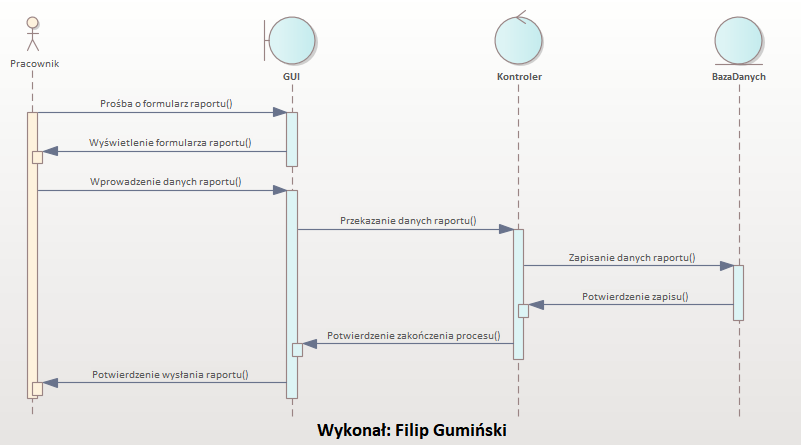 Pracownik
GUI
Kontroler
BazaDanych
Prośba o formularz raportu()
Wyświetlenie formularza raportu()
Wprowadzenie danych raportu()
Przekazanie danych raportu()
Zapisanie danych raportu()
Potwierdzenie zapisu()
Potwierdzenie zakończenia procesu()
Potwierdzenie wysłania raportu()
Wykonał: Filip Gumiński